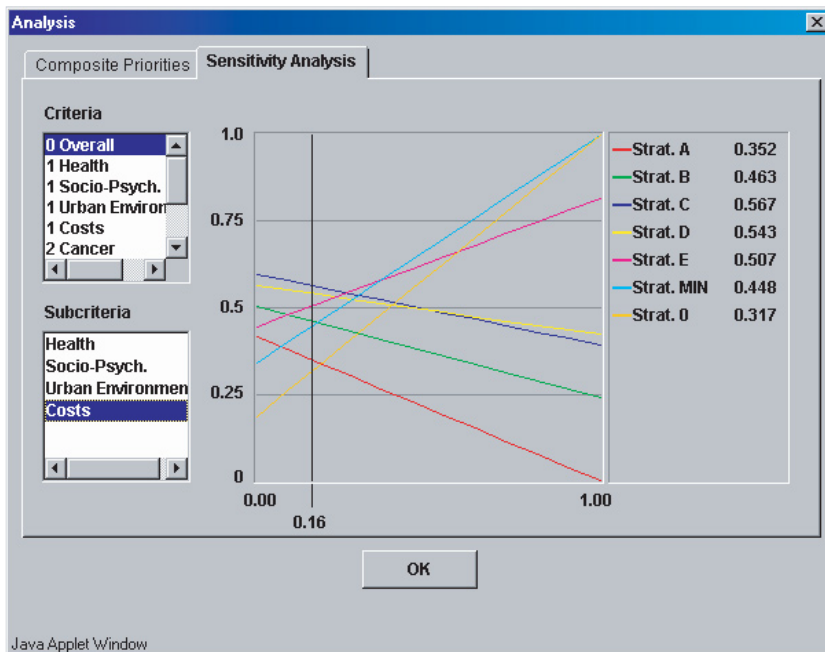 Analysis
Composite Priorities
Sensitivity Analysis
Criteria
0 Overall
1 Health
1 Socio-Psych.
1 Urban Environ
1 Costs
2 Cancer
Subcriteria
Health
Socio-Psych.
Urban Environmen
Costs
1.0
0.75
0.5
0.25
0
0.00
1.00
0.16
Strat. A 0.352
Strat. B 0.463
Strat. C 0.567
Strat. D 0.543
Strat. E 0.507
Strat. MIN 0.448
Strat. 0 0.317
OK
Java Applet Window